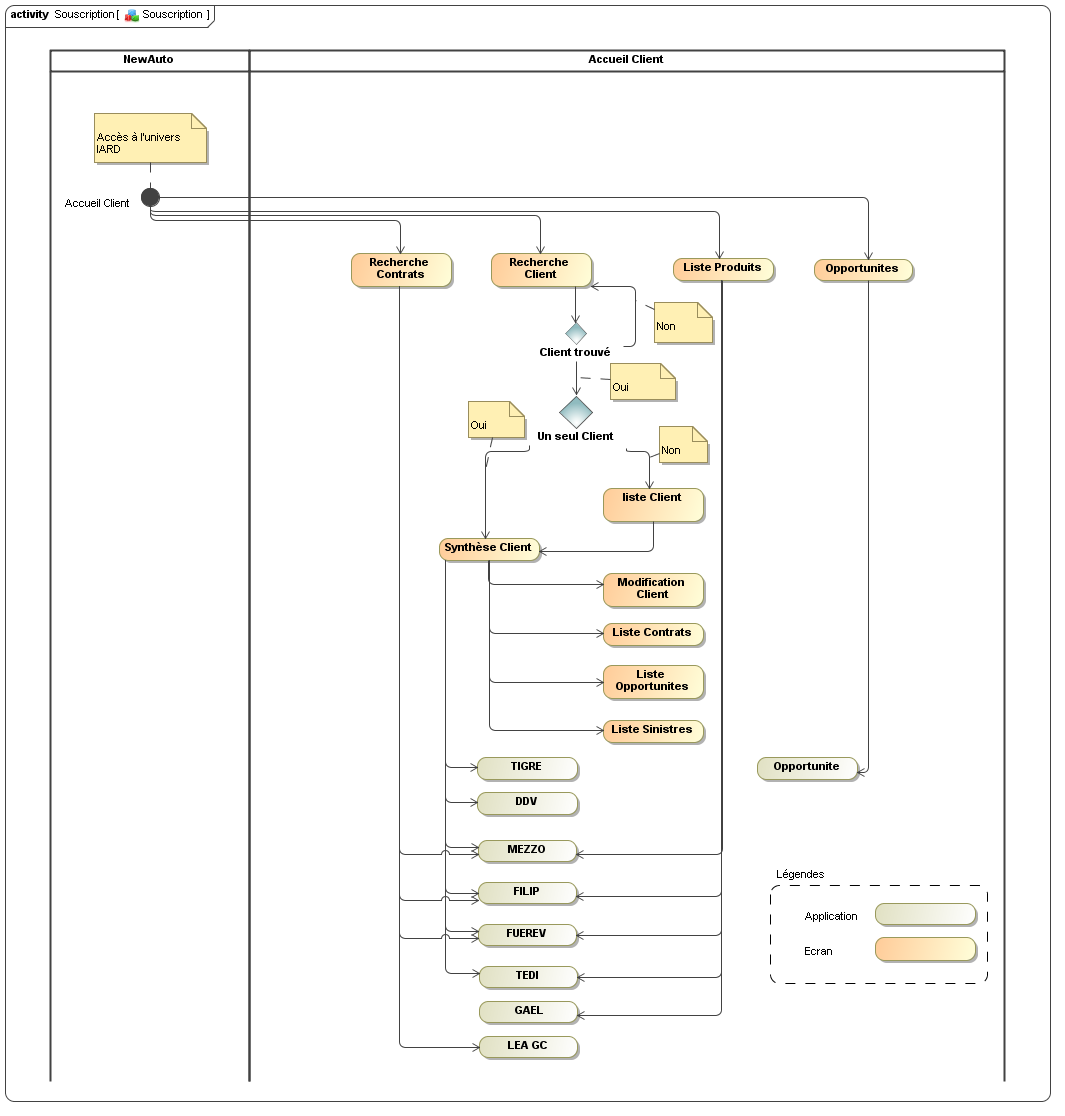 activity Souscription [ Souscription ]
NewAuto
Accueil Client
Accès à l'univers
IARD
Accueil Client
Recherche
Contrats
Recherche
Client
Liste Produits
Opportunites
Non
Client trouvé
Oui
Oui
Un seul Client
Non
liste Client
Synthèse Client
Modification
Client
Liste Contrats
Liste
Opportunites
Liste Sinistres
TIGRE
Opportunite
DDV
MEZZO
FILIP
FUEREV
TEDI
GAEL
LEA GC
Légendes
Application
Ecran